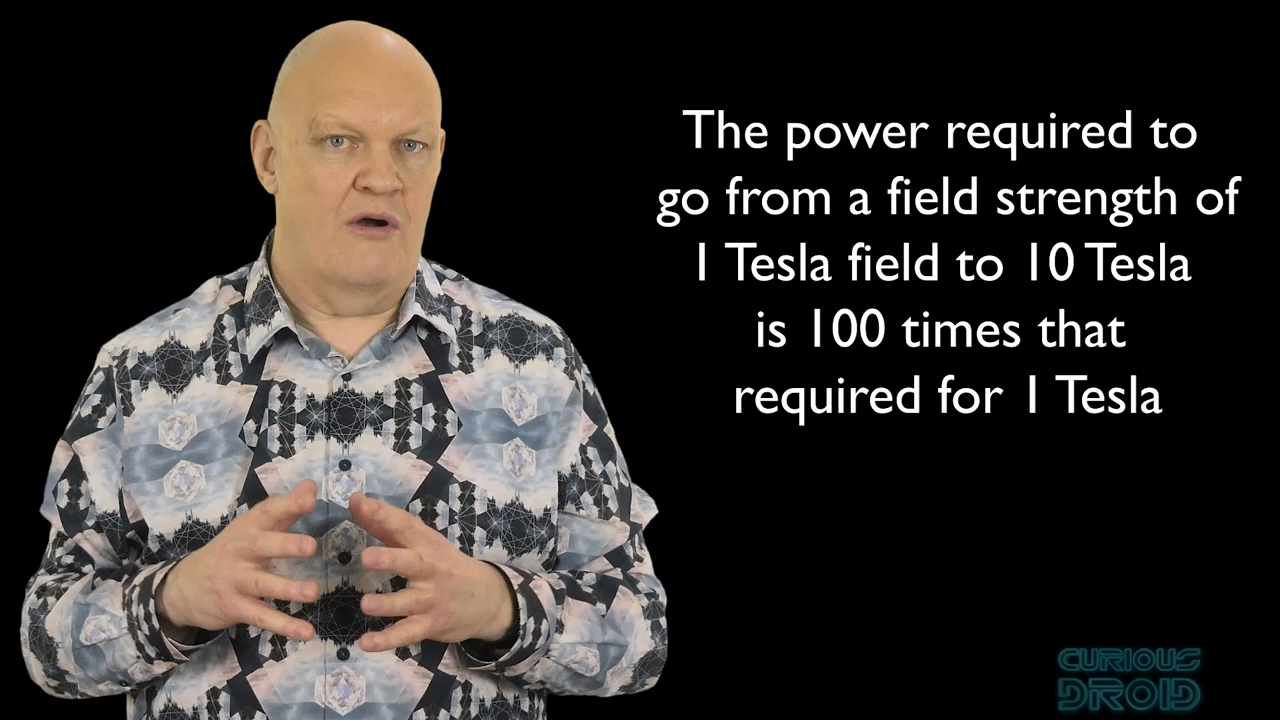 The power required to
go from a field strength of
1 Tesla field to 10 Tesla
is 100 times that
required for 1 Tesla
CURIOUS
DROID